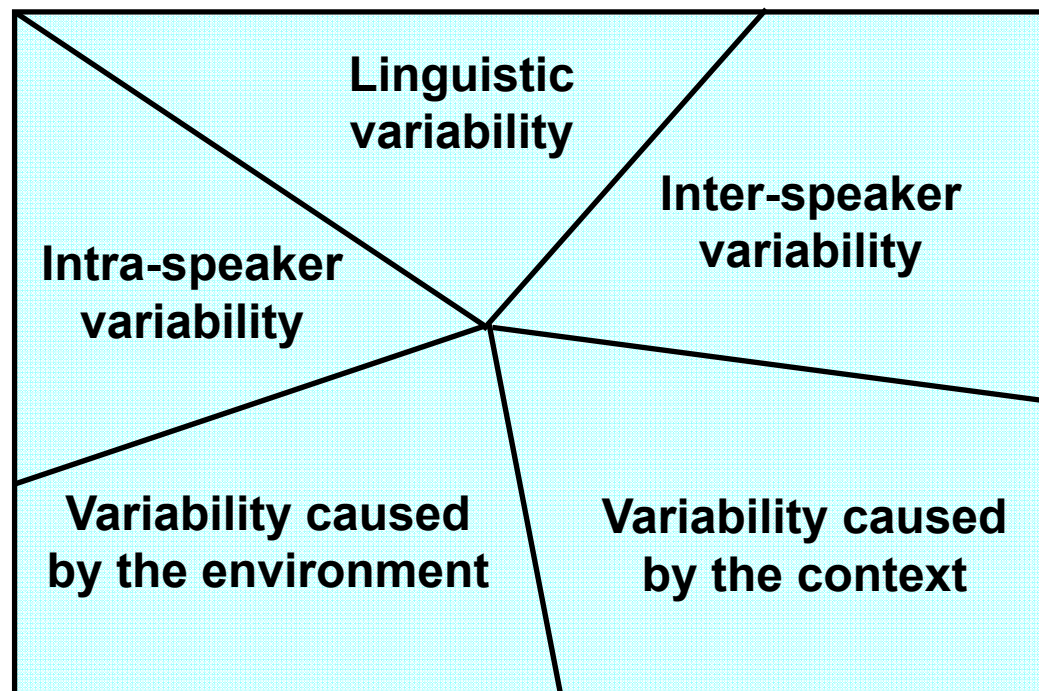 Linguistic
variability
Inter-speaker
variability
Intra-speaker
variability
Variability caused
by the environment
Variability caused
by the context